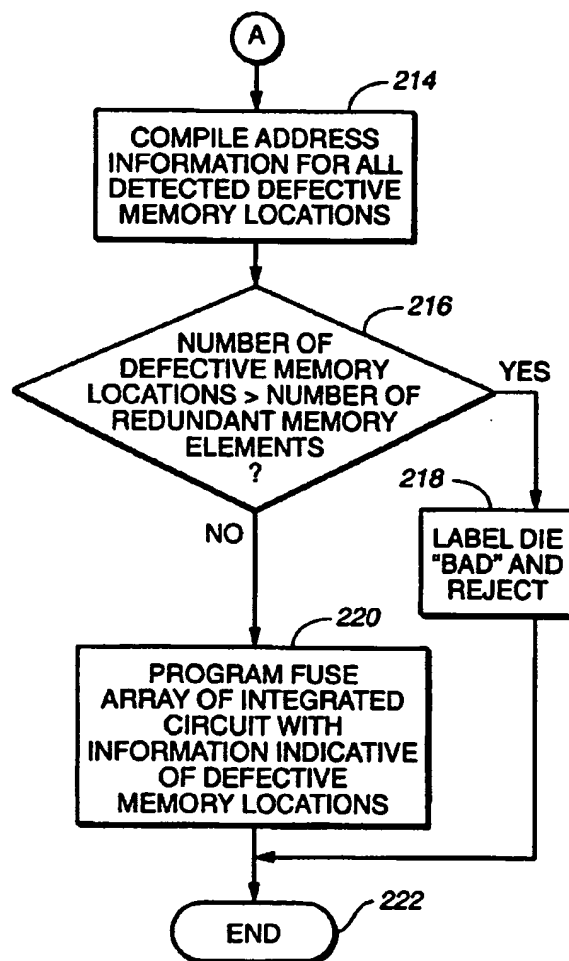 A
214
COMPILE ADDRESS
INFORMATION FOR ALL
DETECTED DEFECTIVE
MEMORY LOCATIONS
216
NUMBER OF
DEFECTIVE MEMORY
LOCATIONS > NUMBER OF
REDUNDANT MEMORY
ELEMENTS
?
YES
NO
218
LABEL DIE
"BAD" AND
REJECT
220
PROGRAM FUSE
ARRAY OF INTEGRATED
CIRCUIT WITH
INFORMATION INDICATIVE
OF DEFECTIVE
MEMORY LOCATIONS
222
END